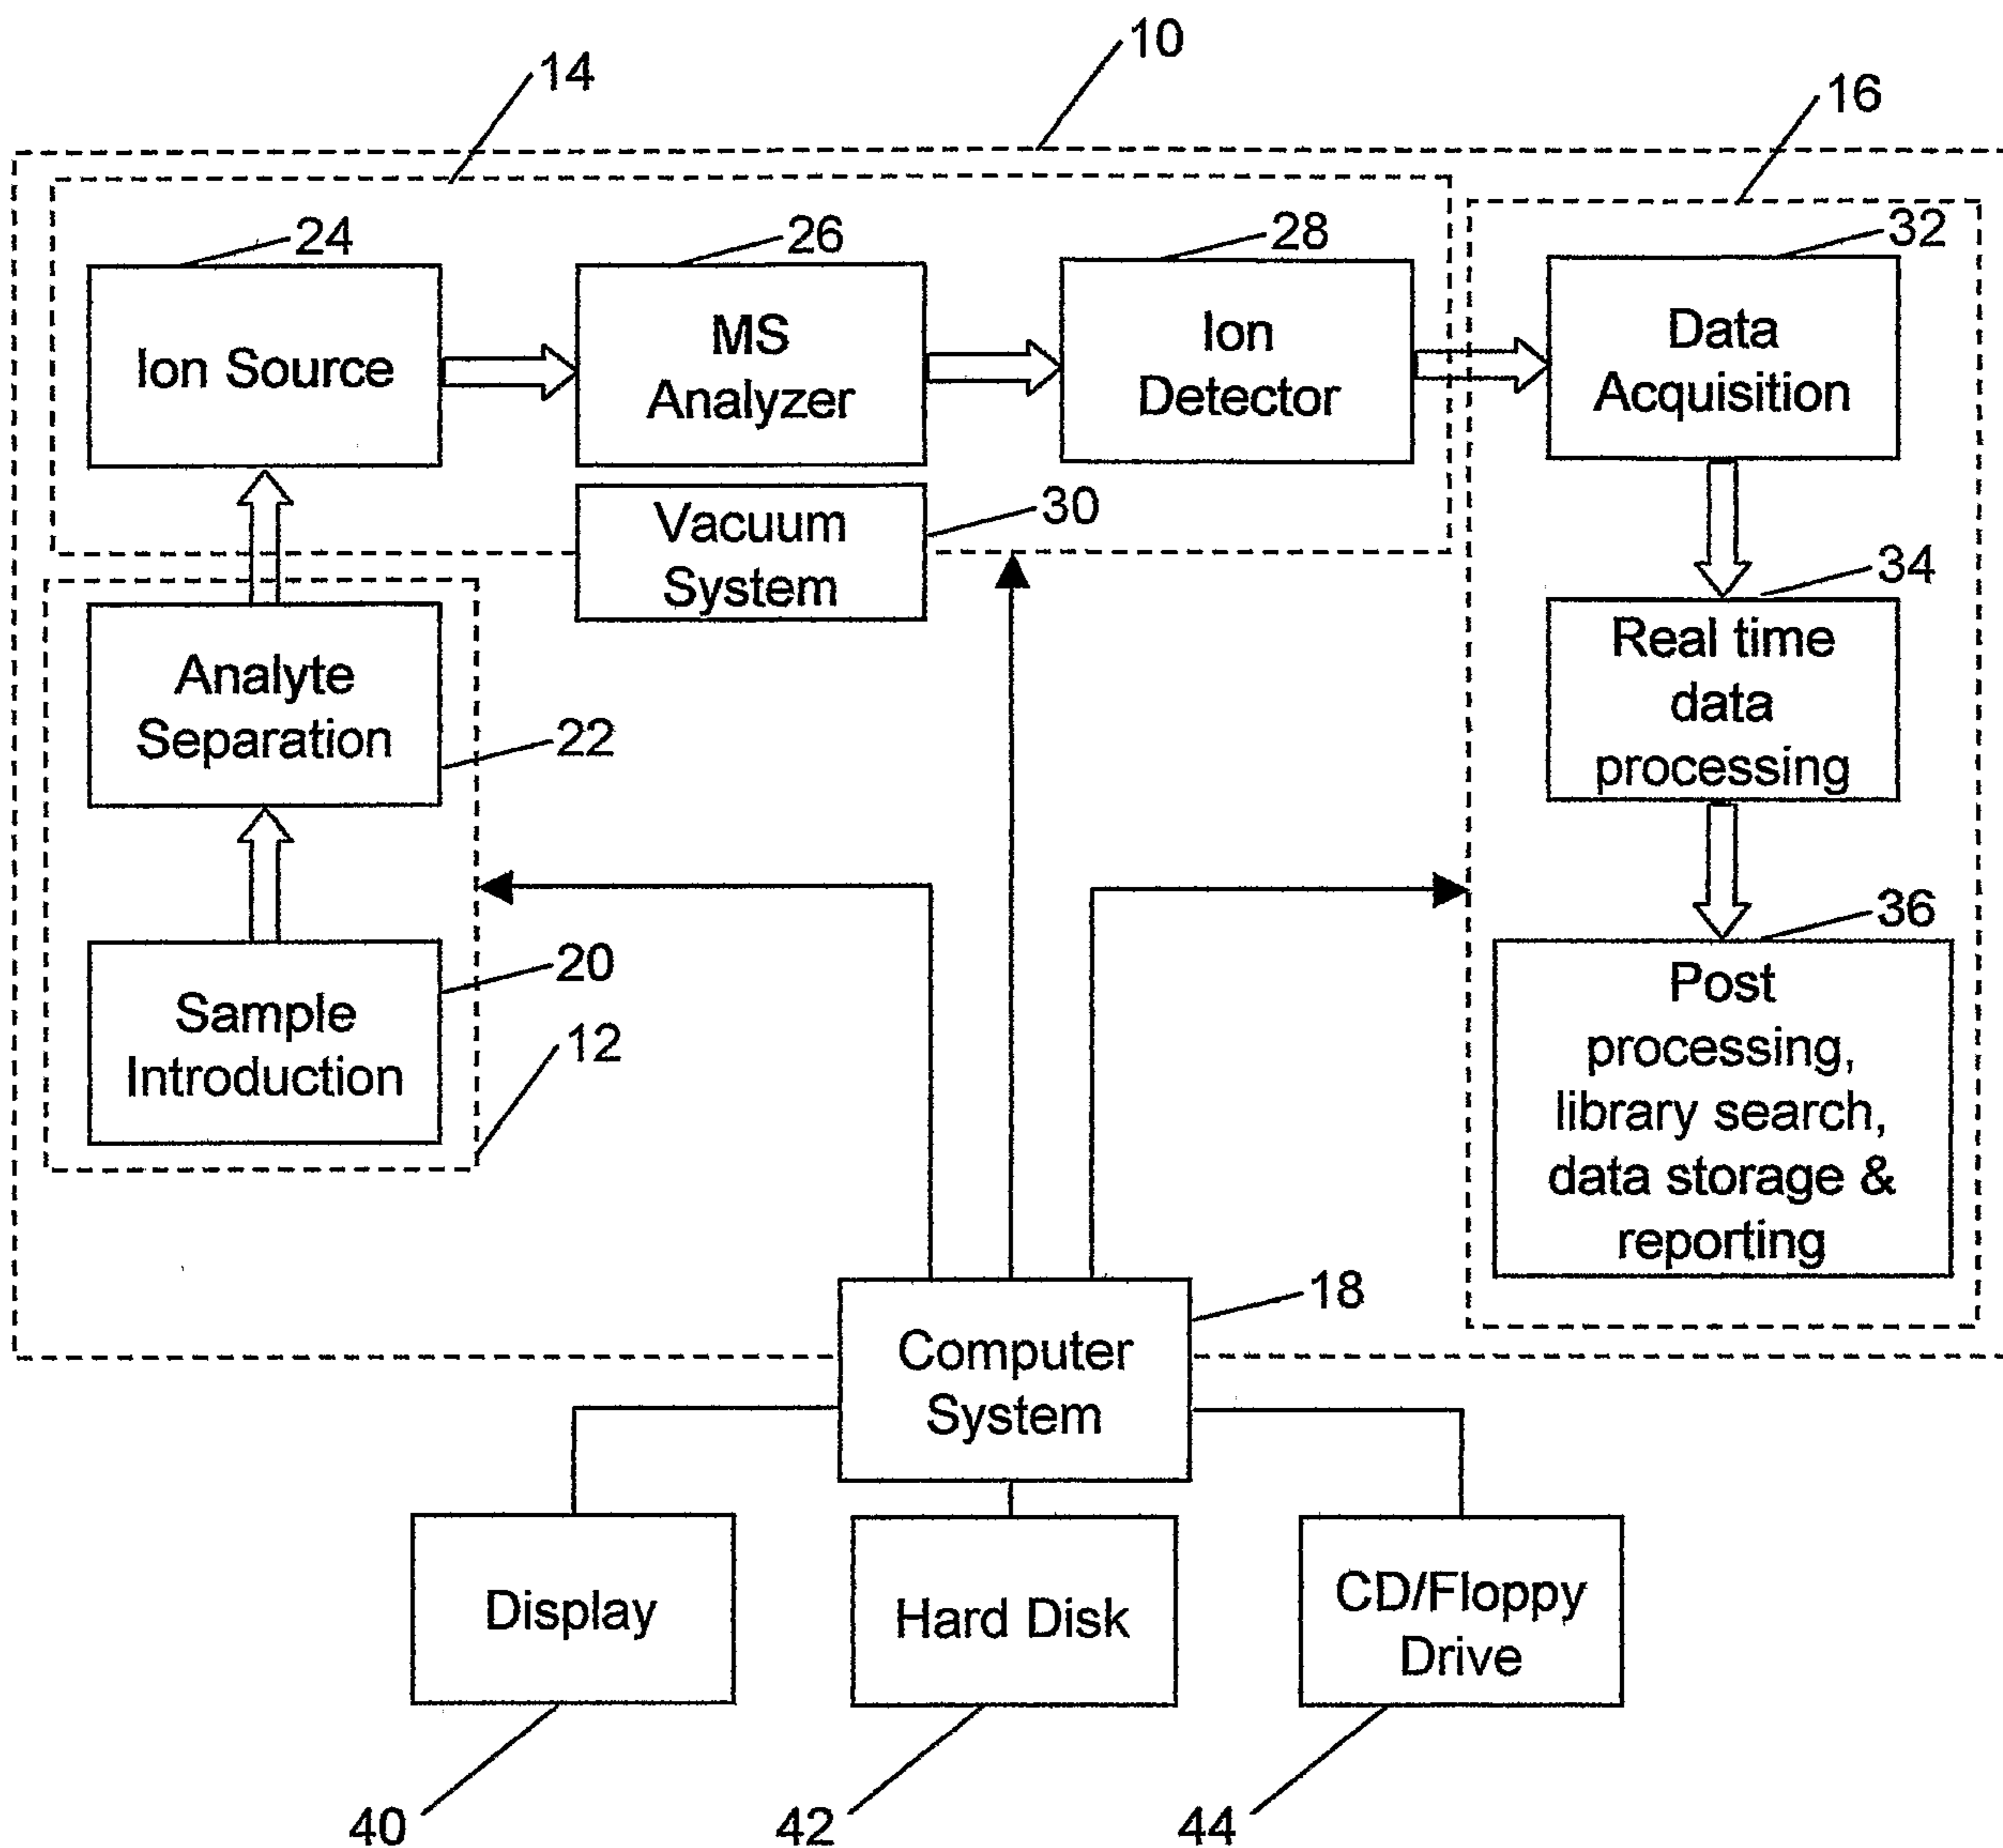 10
14
16
24
26
28
32
Ion Source
MS
Analyzer
Ion
Detector
Data
Acquisition
Vacuum
System
30
34
Analyte
Separation
22
Real time
data
processing
20
Sample
Introduction
12
36
Post
processing,
library search,
data storage &
reporting
18
Computer
System
Display
Hard Disk
CD/Floppy
Drive
40
42
44